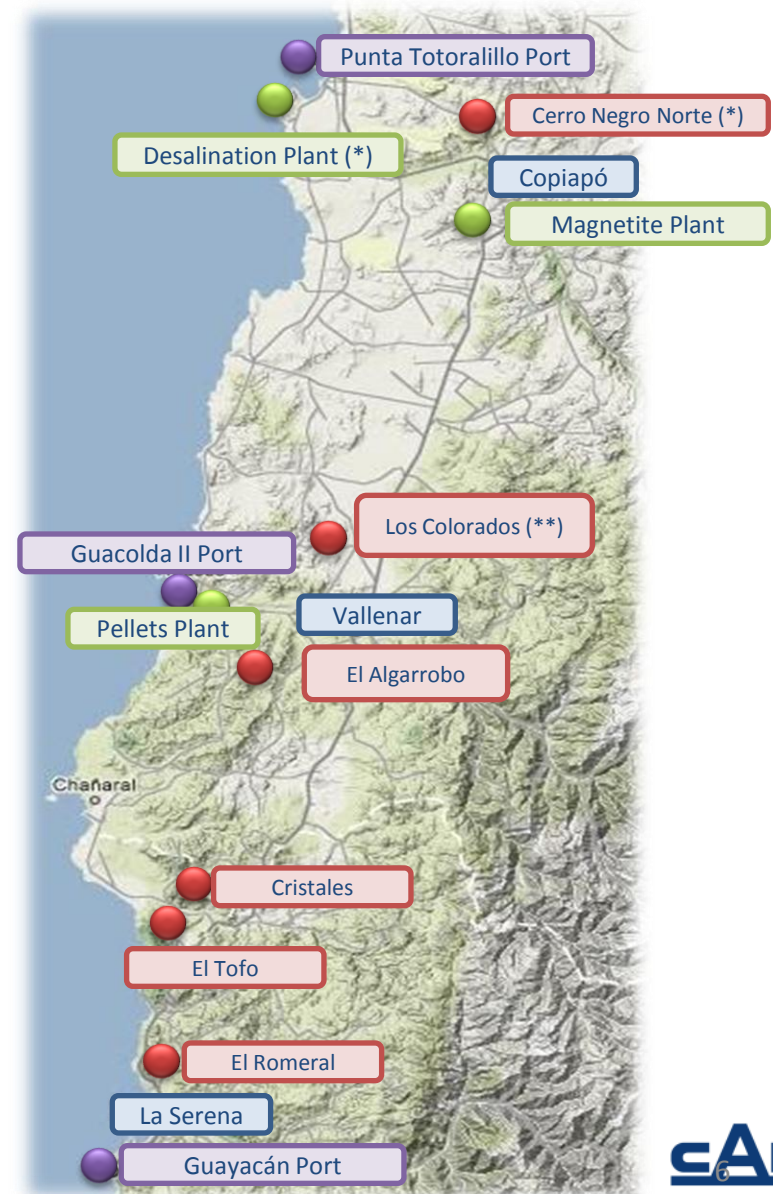 Punta Totoralillo Port
Cerro Negro Norte (*)
Desalination Plant (*)
Copiapó
Magnetite Plant
Los Colorados (**)
Guacolda II Port
Vallenar
Pellets Plant
El Algarrobo
Chañaral
Cristales
El Tofo
El Romeral
La Serena
Guayacán Port
6